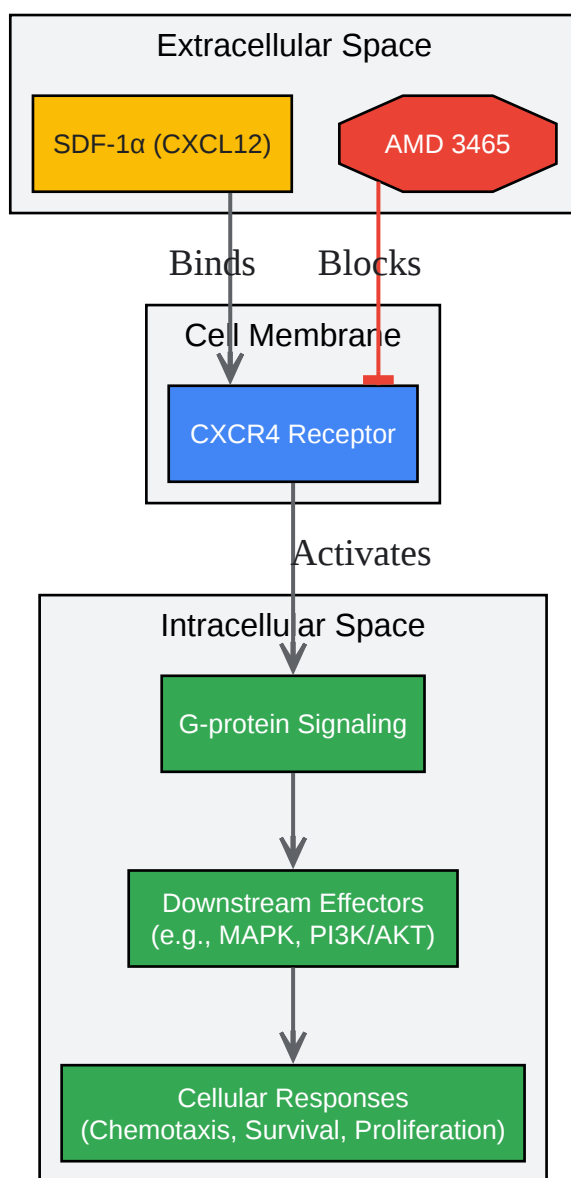 Extracellular Space
SDF-1α (CXCL12)
AMD 3465
Binds
Blocks
Cell Membrane
CXCR4 Receptor
Activates
Intracellular Space
G-protein Signaling
Downstream Effectors
(e.g., MAPK, PI3K/AKT)
Cellular Responses
(Chemotaxis, Survival, Proliferation)